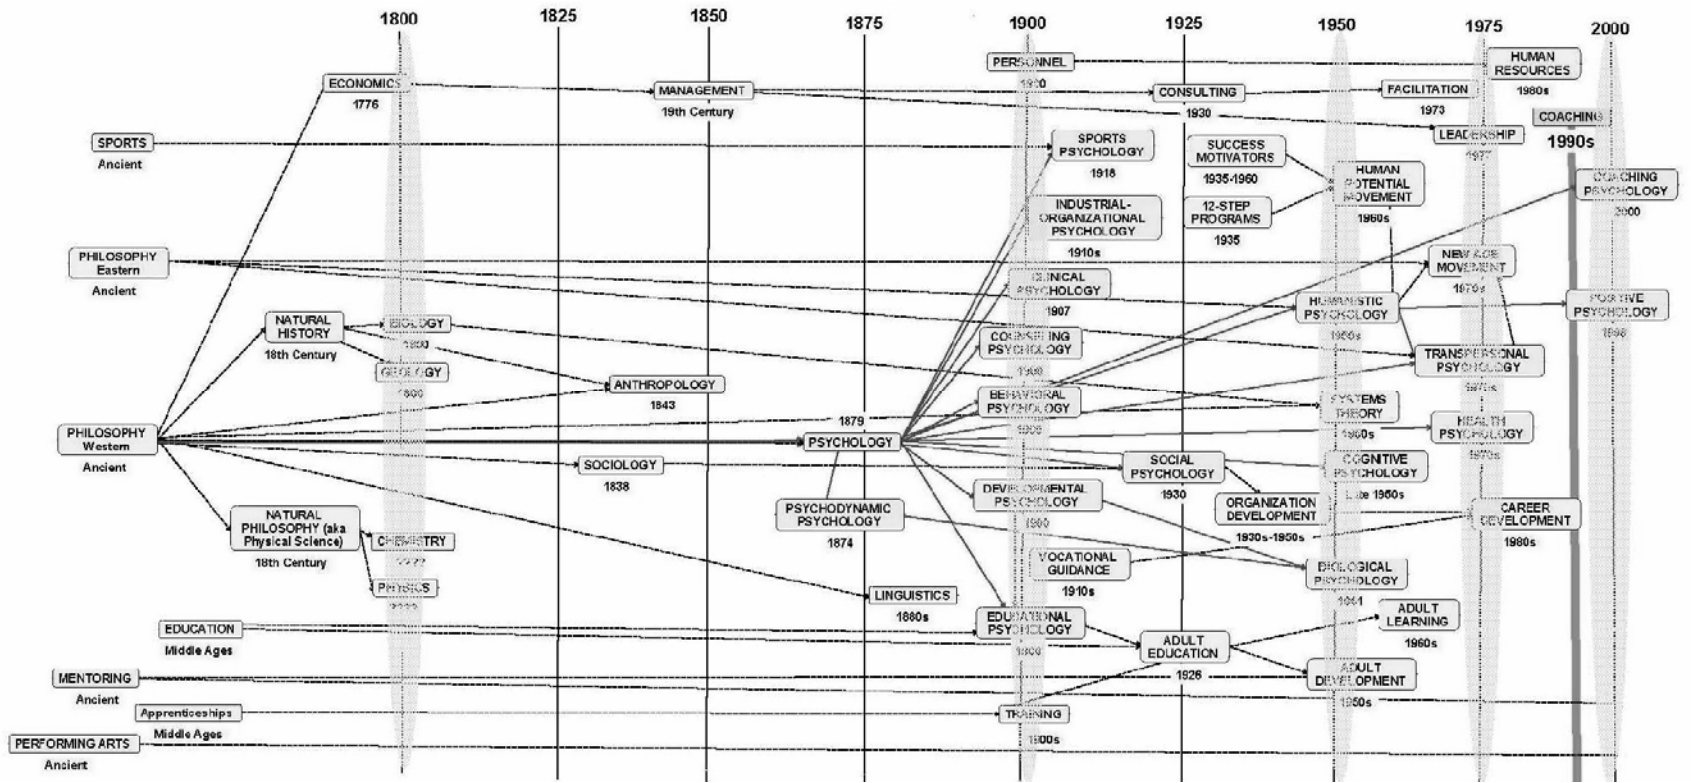 1800
1825
1850
1875
1900
1925
1950
1975
2000
PERSONNEL
HUMAN
RESOURCES
1980s
ECONOMICS
1776
MANAGEMENT
19th Century
CONSULTING
1930
FACILITATION
1973
COACHING
1990s
LEADERSHIP
1977
SPORTS
Ancient
SPORTS
PSYCHOLOGY
1918
SUCCESS
MOTIVATORS
1935-1960
HUMAN
POTENTIAL
MOVEMENT
1960s
COACHING
PSYCHOLOGY
2000
INDUSTRIAL-
ORGANIZATIONAL
PSYCHOLOGY
1910s
12-STEP
PROGRAMS
1935
PHILOSOPHY
Eastern
Ancient
NEW AGE
MOVEMENT
1970s
CLINICAL
PSYCHOLOGY
1907
HUMANISTIC
PSYCHOLOGY
1950s
POSITIVE
PSYCHOLOGY
1998
NATURAL
HISTORY
18th Century
BIOLOGY
1800
GEOLOGY
1800
COUNSELING
PSYCHOLOGY
1900
TRANSPERSONAL
PSYCHOLOGY
1970s
ANTHROPOLOGY
1843
BEHAVIORAL
PSYCHOLOGY
1900
SYSTEMS
THEORY
1960s
PHILOSOPHY
Western
Ancient
1879
PSYCHOLOGY
HEALTH
PSYCHOLOGY
1970s
SOCIOLOGY
1838
SOCIAL
PSYCHOLOGY
1930
COGNITIVE
PSYCHOLOGY
Late 1950s
PSYCHODYNAMIC
PSYCHOLOGY
1874
DEVELOPMENTAL
PSYCHOLOGY
1900
ORGANIZATION
DEVELOPMENT
1930s-1950s
CAREER
DEVELOPMENT
1980s
NATURAL
PHILOSOPHY (aka
Physical Science)
18th Century
CHEMISTRY
PHYSICS
VOCATIONAL
GUIDANCE
1910s
BIOLOGICAL
PSYCHOLOGY
LINGUISTICS
1880s
EDUCATION
Middle Ages
EDUCATIONAL
PSYCHOLOGY
1900
ADULT
EDUCATION
1926
ADULT
LEARNING
1960s
MENTORING
Ancient
ADULT
DEVELOPMENT
1950s
Apprenticeships
Middle Ages
TRAINING
1900s
PERFORMING ARTS
Ancient